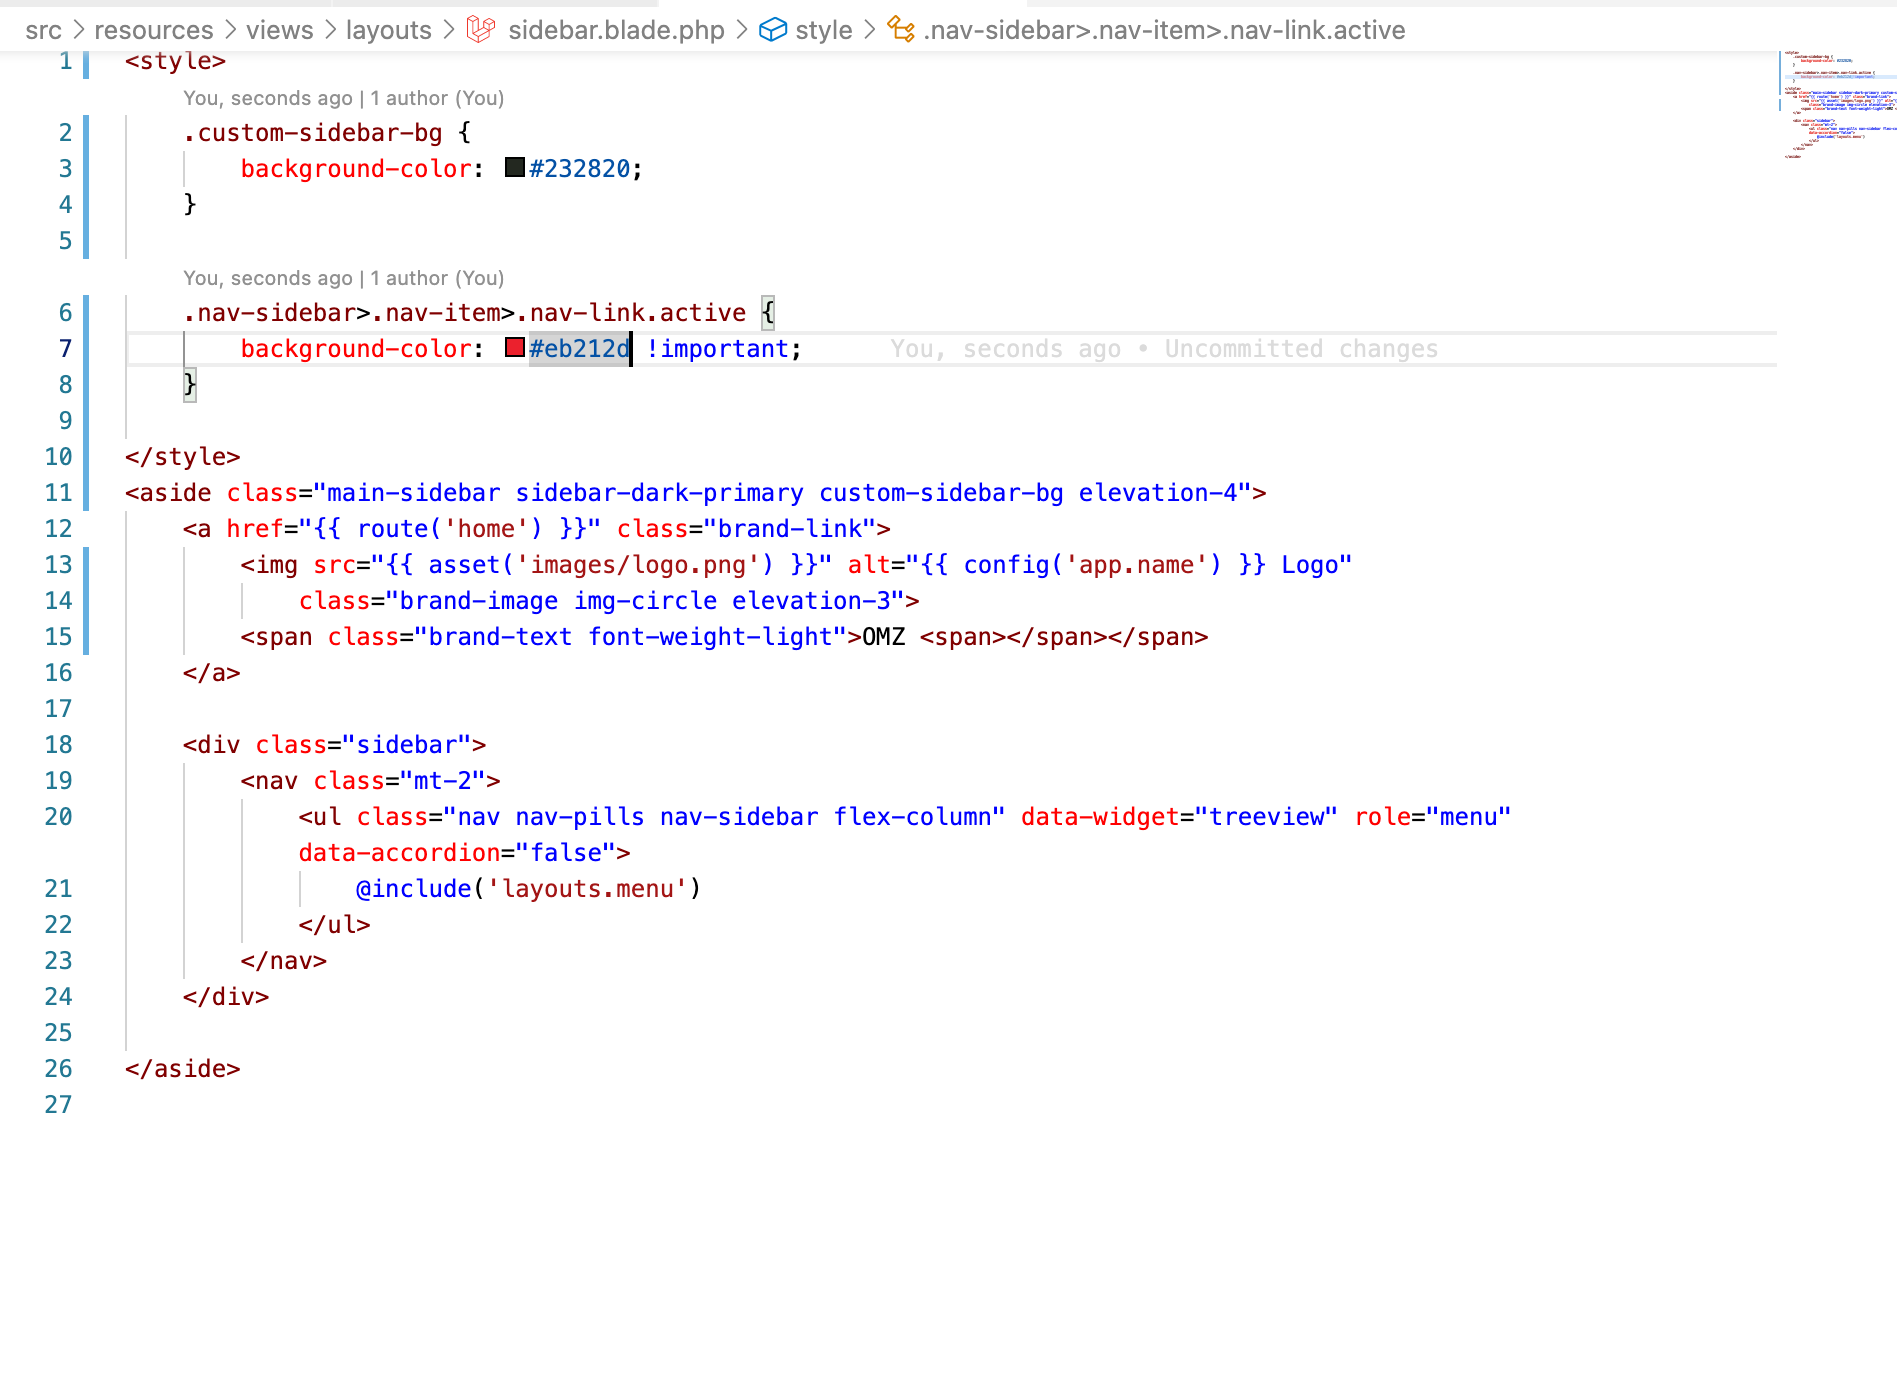 src > resources > views > layouts > sidebar.blade.php > style > .nav-sidebar>.nav-item>.nav-link.active
1 <style>
You, seconds ago | 1 author (You)
2 .custom-sidebar-bg {
3 background-color: #232820;
4 }
5
You, seconds ago | 1 author (You)
6 .nav-sidebar>.nav-item>.nav-link.active {
7 background-color: #eb212d !important; You, seconds ago • Uncommitted changes
8 }
9
10 </style>
11 <aside class="main-sidebar sidebar-dark-primary custom-sidebar-bg elevation-4">
12 <a href="{{ route('home') }}" class="brand-link">
13 <img src="{{ asset('images/logo.png') }}" alt="{{ config('app.name') }} Logo"
14 class="brand-image img-circle elevation-3">
15 <span class="brand-text font-weight-light">OMZ <span></span></span>
16 </a>
17
18 <div class="sidebar">
19 <nav class="mt-2">
20 <ul class="nav nav-pills nav-sidebar flex-column" data-widget="treeview" role="menu"
data-accordion="false">
21 @include('layouts.menu')
22 </ul>
23 </nav>
24 </div>
25
26 </aside>
27